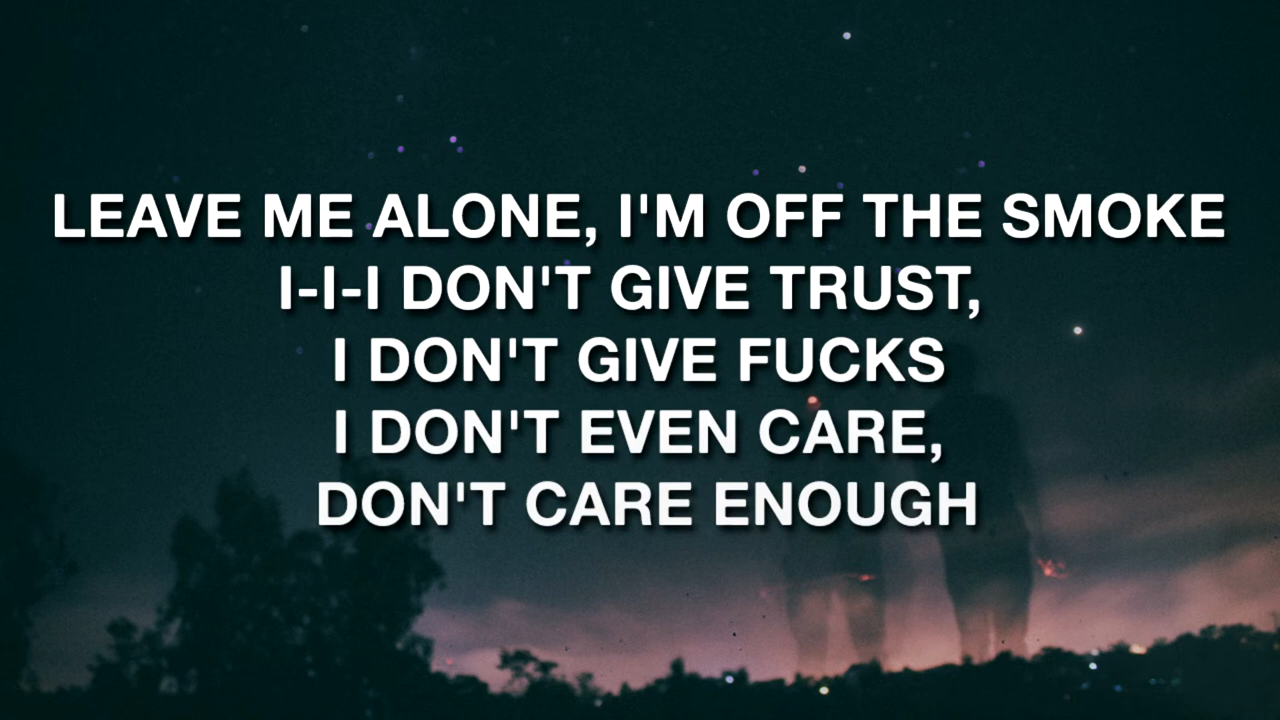 LEAVE ME ALONE, I'M OFF THE SMOKE
I-I-I DON'T GIVE TRUST,
I DON'T GIVE FUCKS
I DON'T EVEN CARE,
DON'T CARE ENOUGH